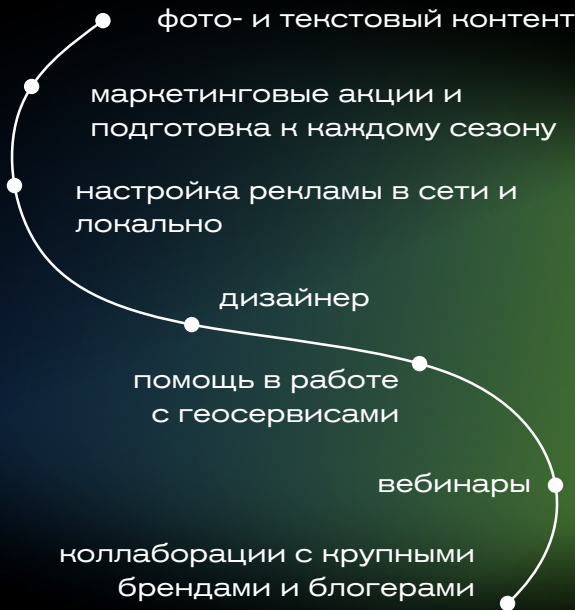 фото- и текстовый контент
маркетинговые акции и
подготовка к каждому сезону
настройка рекламы в сети и
локально
дизайнер
помощь в работе
с геосервисами
вебинары
коллаборации с крупными
брендами и блогерами